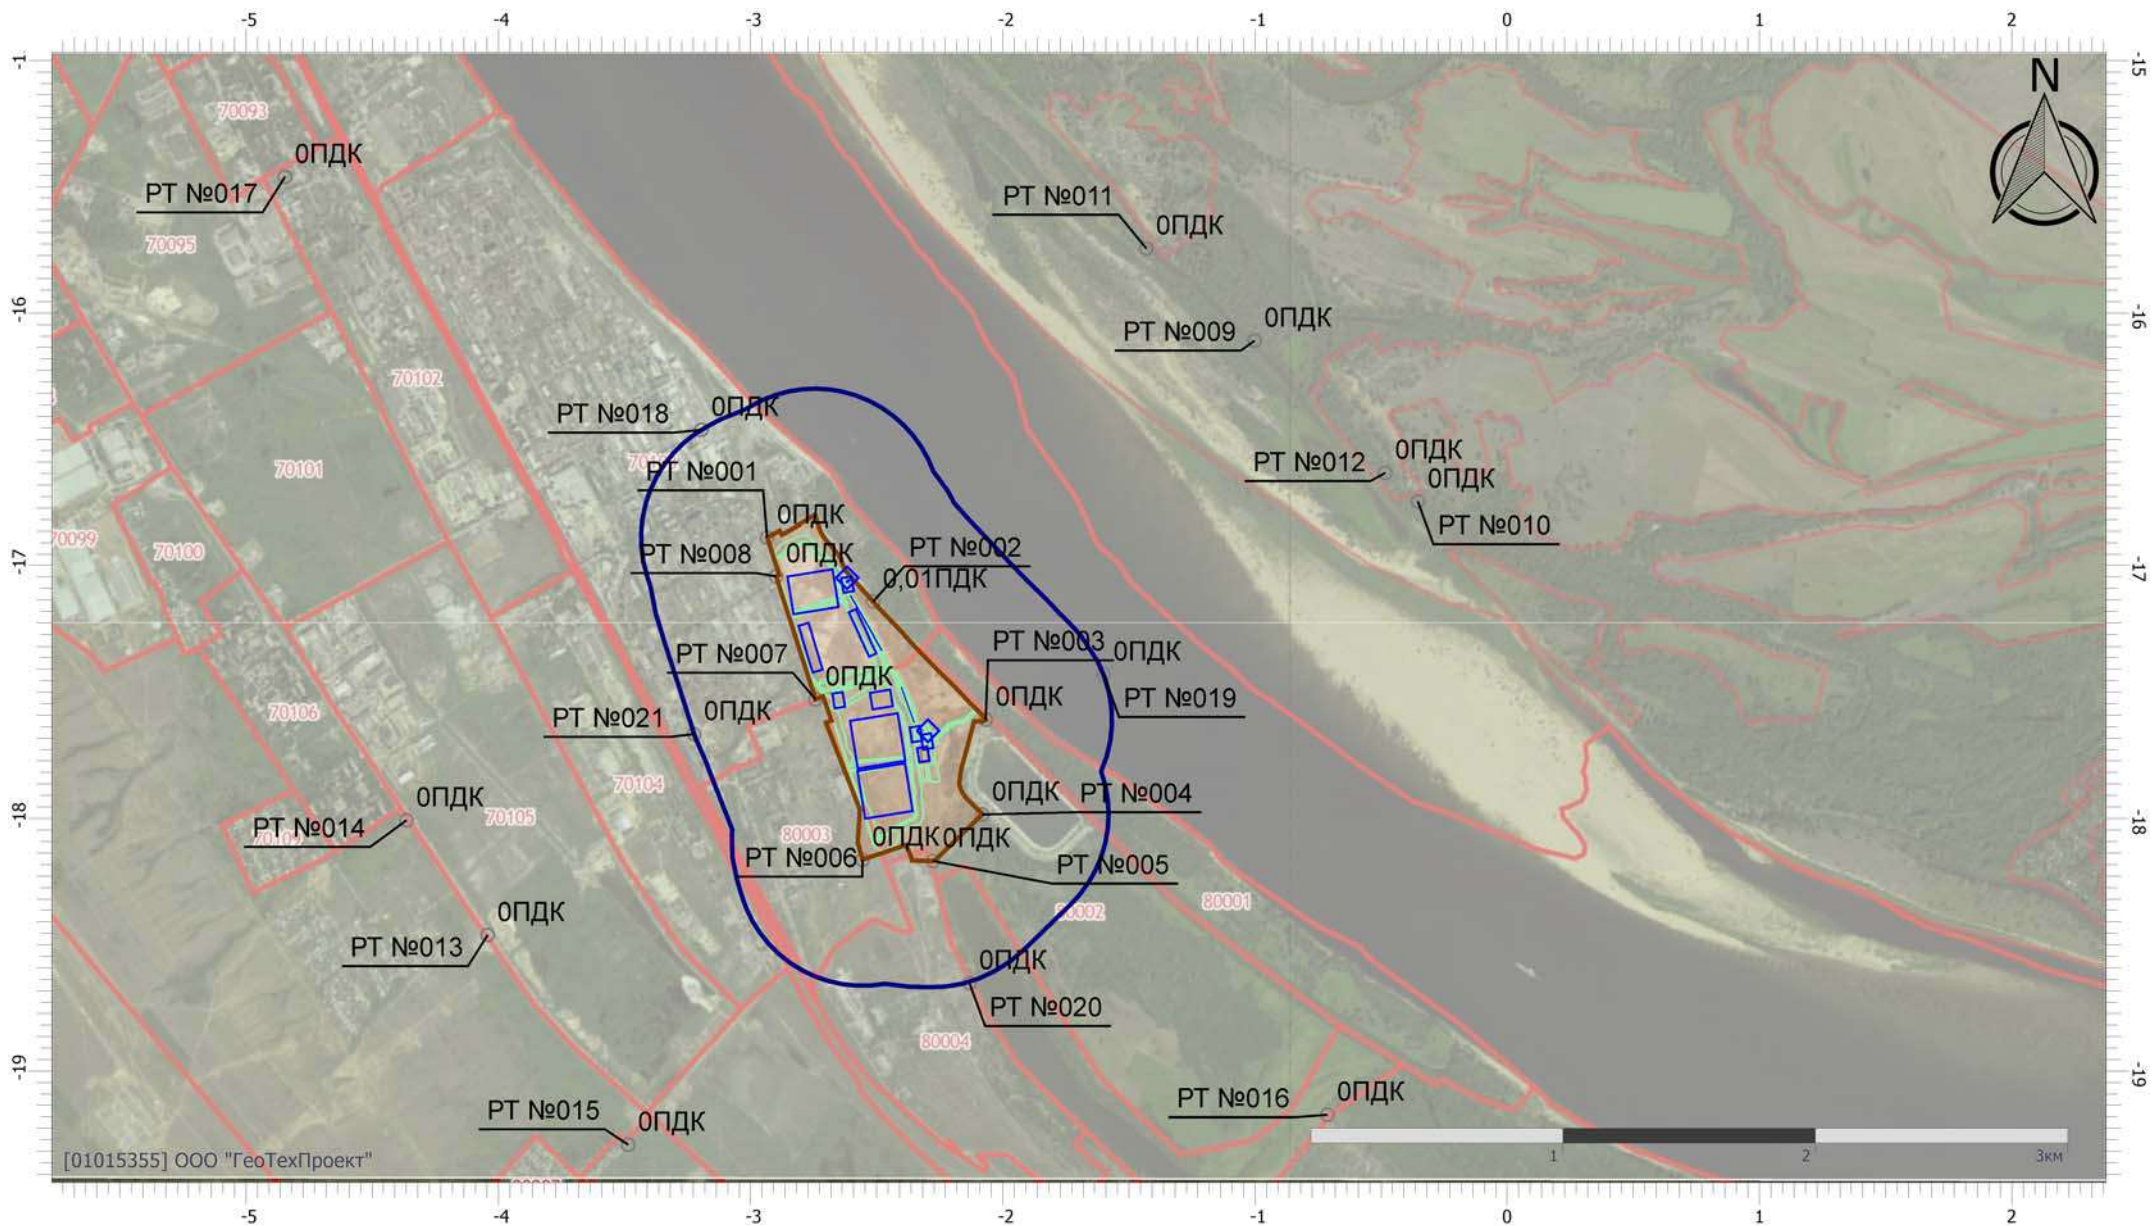 -5 -4 -3 -2 -1 0 1 2
-1
-15
N
70093
0ПДК
РТ №017
70095
РТ №011
0ПДК
-16
0ПДК
РТ №009
-16
70102
РТ №018
0ПДК
70101
РТ №001
РТ №012
0ПДК
0ПДК
РТ №010
0ПДК
70099
70100
РТ №008
0ПДК
РТ №002
0,01ПДК
-17
-17
РТ №007
0ПДК
РТ №003
0ПДК
0ПДК
РТ №019
70106
РТ №021
0ПДК
70104
0ПДК
РТ №014
70105
0ПДК
РТ №004
-18
-18
80003
0ПДК
0ПДК
РТ №006
РТ №005
80002
80001
0ПДК
РТ №013
0ПДК
РТ №020
80004
-19
-19
РТ №015
0ПДК
РТ №016
0ПДК
1 2 3км
[01015355] ООО "ГеоТехПроект"
-5 -4 -3 -2 -1 0 1 2